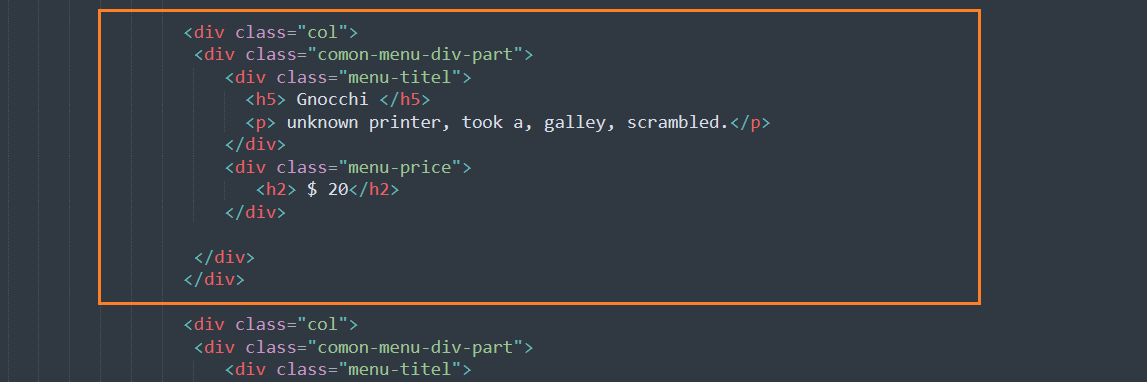 <div class="col">
<div class="comon-menu-div-part">
<div class="menu-titel">
<h5> Gnocchi </h5>
<p> unknown printer, took a, galley, scrambled.</p>
</div>
<div class="menu-price">
<h2> $ 20</h2>
</div>
</div>
</div>
<div class="col">
<div class="comon-menu-div-part">
<div class="menu-titel">